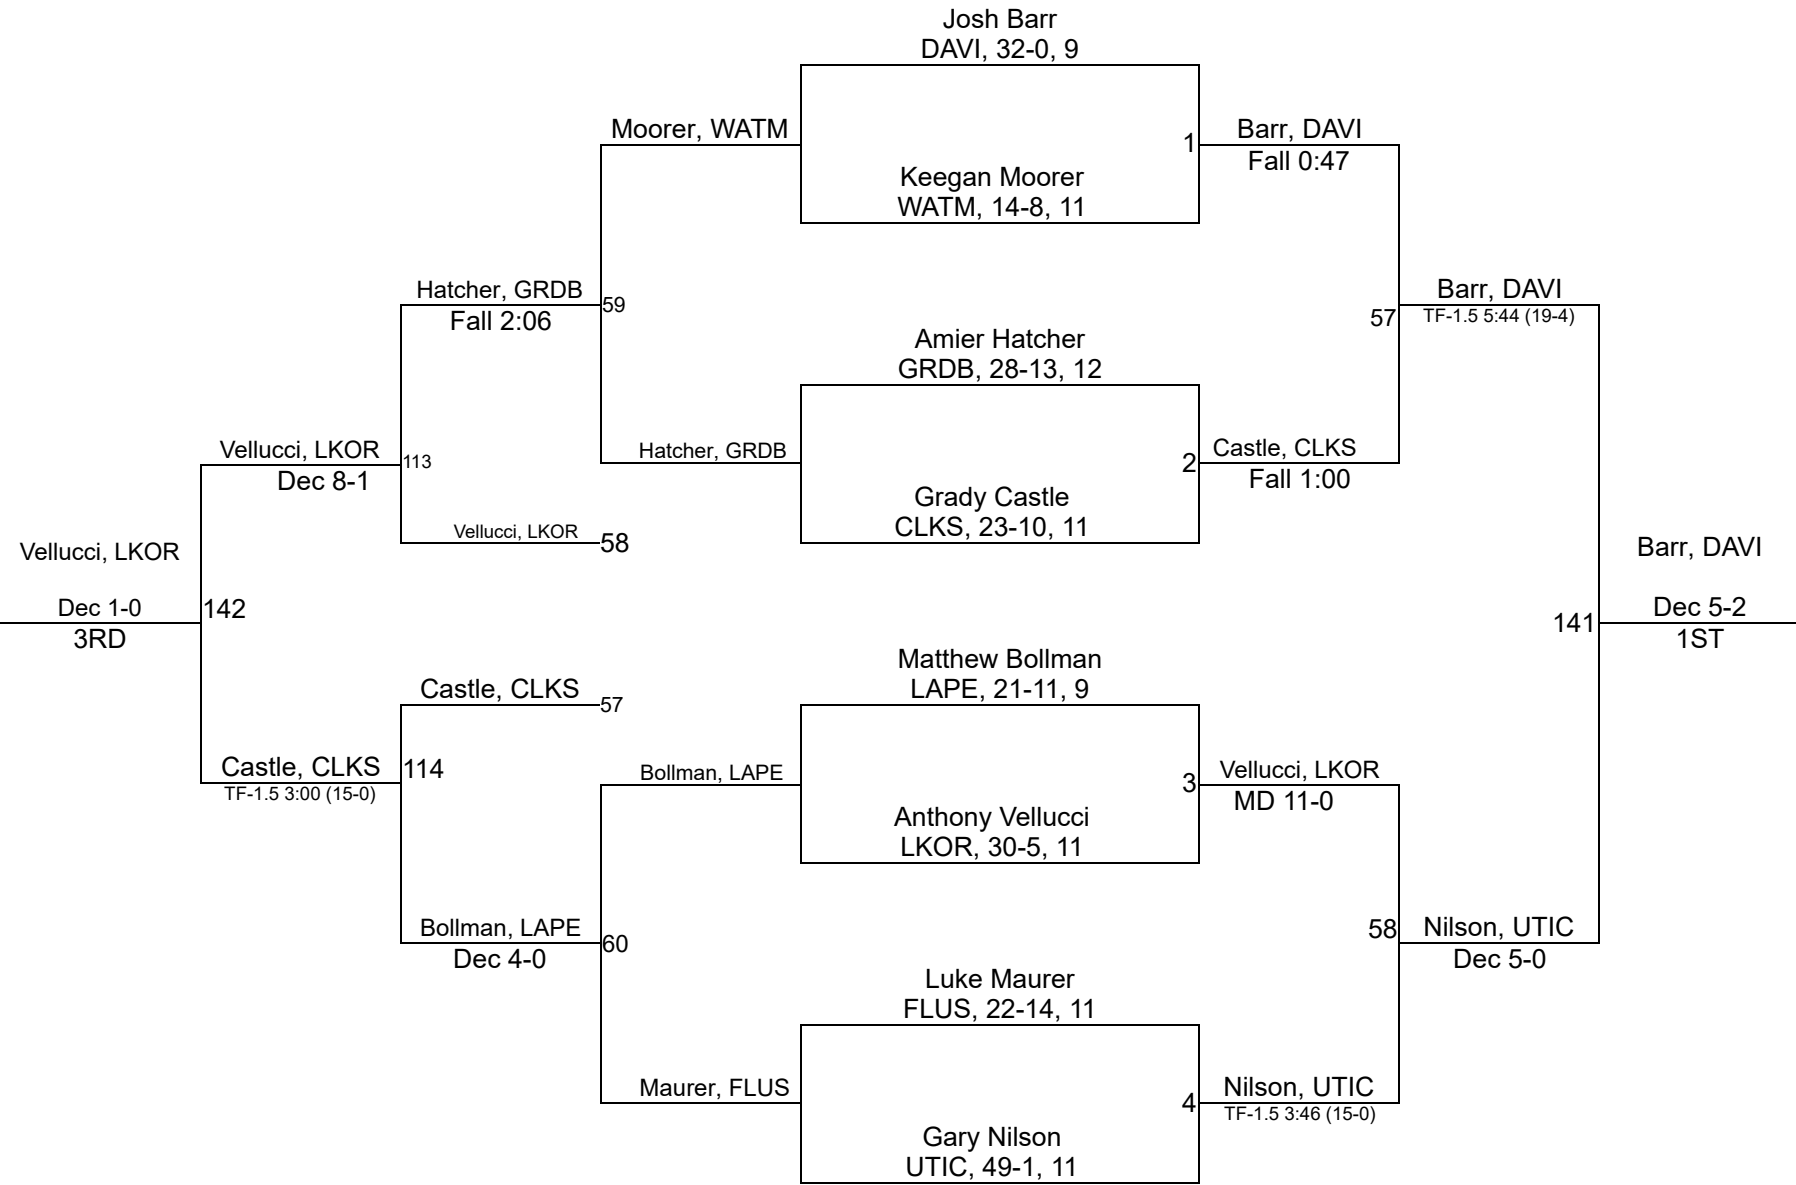 Josh Barr
DAVI, 32-0, 9
Moorer, WATM
1
Barr, DAVI
Fall 0:47
Keegan Moorer
WATM, 14-8, 11
Hatcher, GRDB
59
Fall 2:06
Barr, DAVI
57
TF-1.5 5:44 (19-4)
Amier Hatcher
GRDB, 28-13, 12
Vellucci, LKOR
113
Dec 8-1
Hatcher, GRDB
2
Castle, CLKS
Fall 1:00
Grady Castle
CLKS, 23-10, 11
Vellucci, LKOR
58
Vellucci, LKOR
Dec 1-0
142
3RD
Barr, DAVI
141
Dec 5-2
1ST
Matthew Bollman
LAPE, 21-11, 9
Castle, CLKS
57
Castle, CLKS
114
TF-1.5 3:00 (15-0)
Bollman, LAPE
3
Vellucci, LKOR
MD 11-0
Anthony Vellucci
LKOR, 30-5, 11
Bollman, LAPE
60
Dec 4-0
58
Nilson, UTIC
Dec 5-0
Luke Maurer
FLUS, 22-14, 11
Maurer, FLUS
4
Nilson, UTIC
TF-1.5 3:46 (15-0)
Gary Nilson
UTIC, 49-1, 11